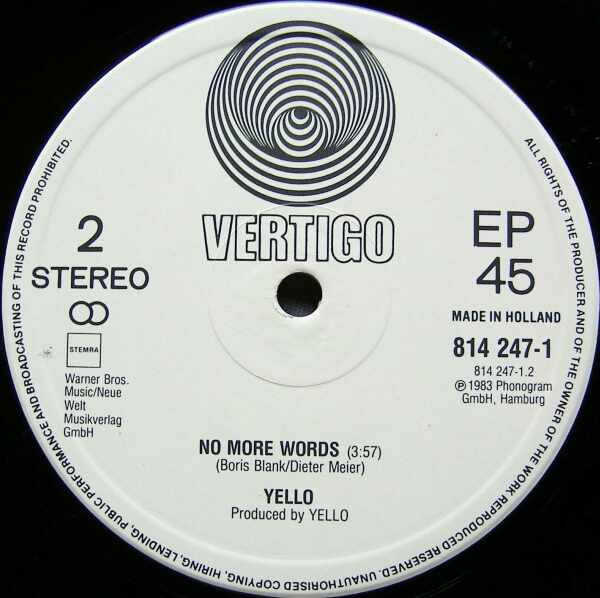 VERTIGO
2
STEREO
STEMRA
Warner Bros.
Music/Neue
Welt
Musikverlag
GmbH
EP
45
MADE IN HOLLAND
814 247-1
814 247-1.2
℗ 1983 Phonogram
GmbH, Hamburg
NO MORE WORDS (3:57)
(Boris Blank/Dieter Meier)
YELLO
Produced by YELLO
ALL RIGHTS OF THE PRODUCER AND OF THE OWNER OF THE WORK REPRODUCED RESERVED. UNAUTHORISED COPYING, HIRING, LENDING, PUBLIC PERFORMANCE AND BROADCASTING OF THIS RECORD PROHIBITED.